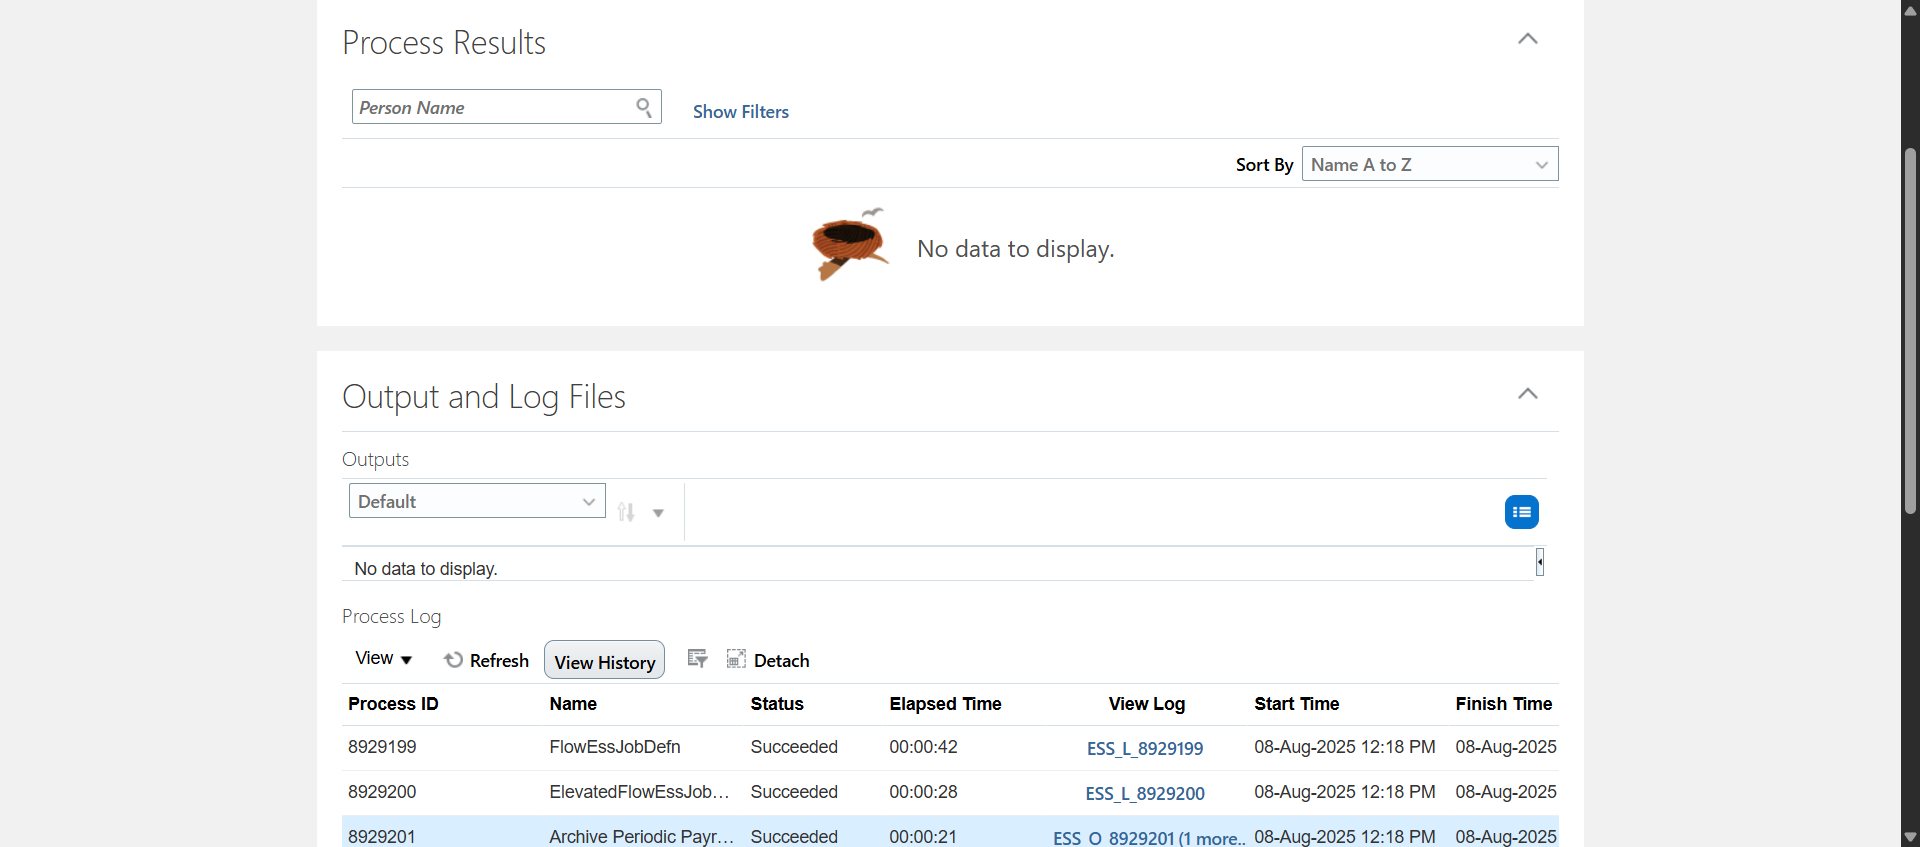 Process Results
Person Name
Show Filters
Sort By Name A to Z
No data to display.
Output and Log Files
Outputs
Default
No data to display.
Process Log
View Refresh View History Detach
Process ID Name Status Elapsed Time View Log Start Time Finish Time
8929199 FlowEssJobDefn Succeeded 00:00:42 ESS_L_8929199 08-Aug-2025 12:18 PM 08-Aug-2025
8929200 ElevatedFlowEssJob... Succeeded 00:00:28 ESS_L_8929200 08-Aug-2025 12:18 PM 08-Aug-2025
8929201 Archive Periodic Payr... Succeeded 00:00:21 ESS_O_8929201 (1 more.. 08-Aug-2025 12:18 PM 08-Aug-2025